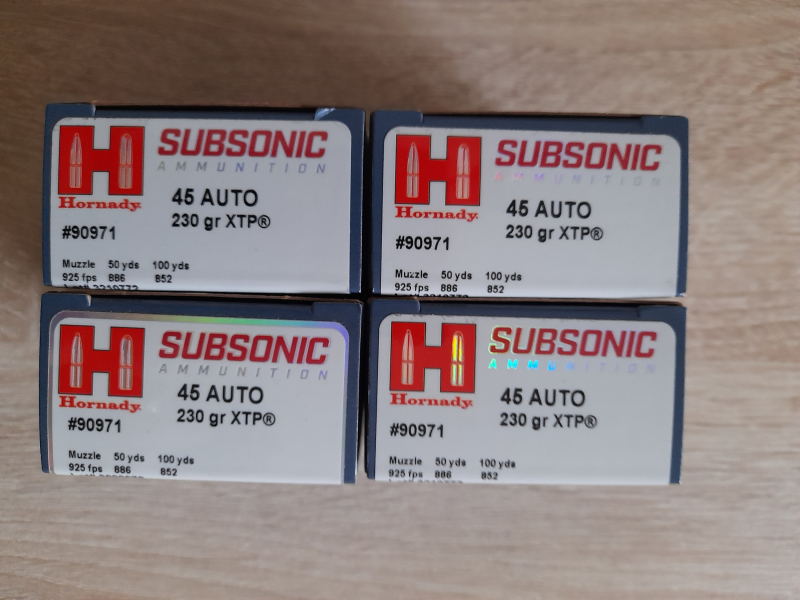 SUBSONIC
AMMUNITION
Hornady
45 AUTO
230 gr XTP®
#90971
Muzzle 50 yds 100 yds
925 fps 886 852
SUBSONIC
AMMUNITION
Hornady
45 AUTO
230 gr XTP®
#90971
Muzzle 50 yds 100 yds
925 fps 886 852
SUBSONIC
AMMUNITION
Hornady
45 AUTO
230 gr XTP®
#90971
Muzzle 50 yds 100 yds
925 fps 886 852
SUBSONIC
AMMUNITION
Hornady
45 AUTO
230 gr XTP®
#90971
Muzzle 50 yds 100 yds
925 fps 886 852